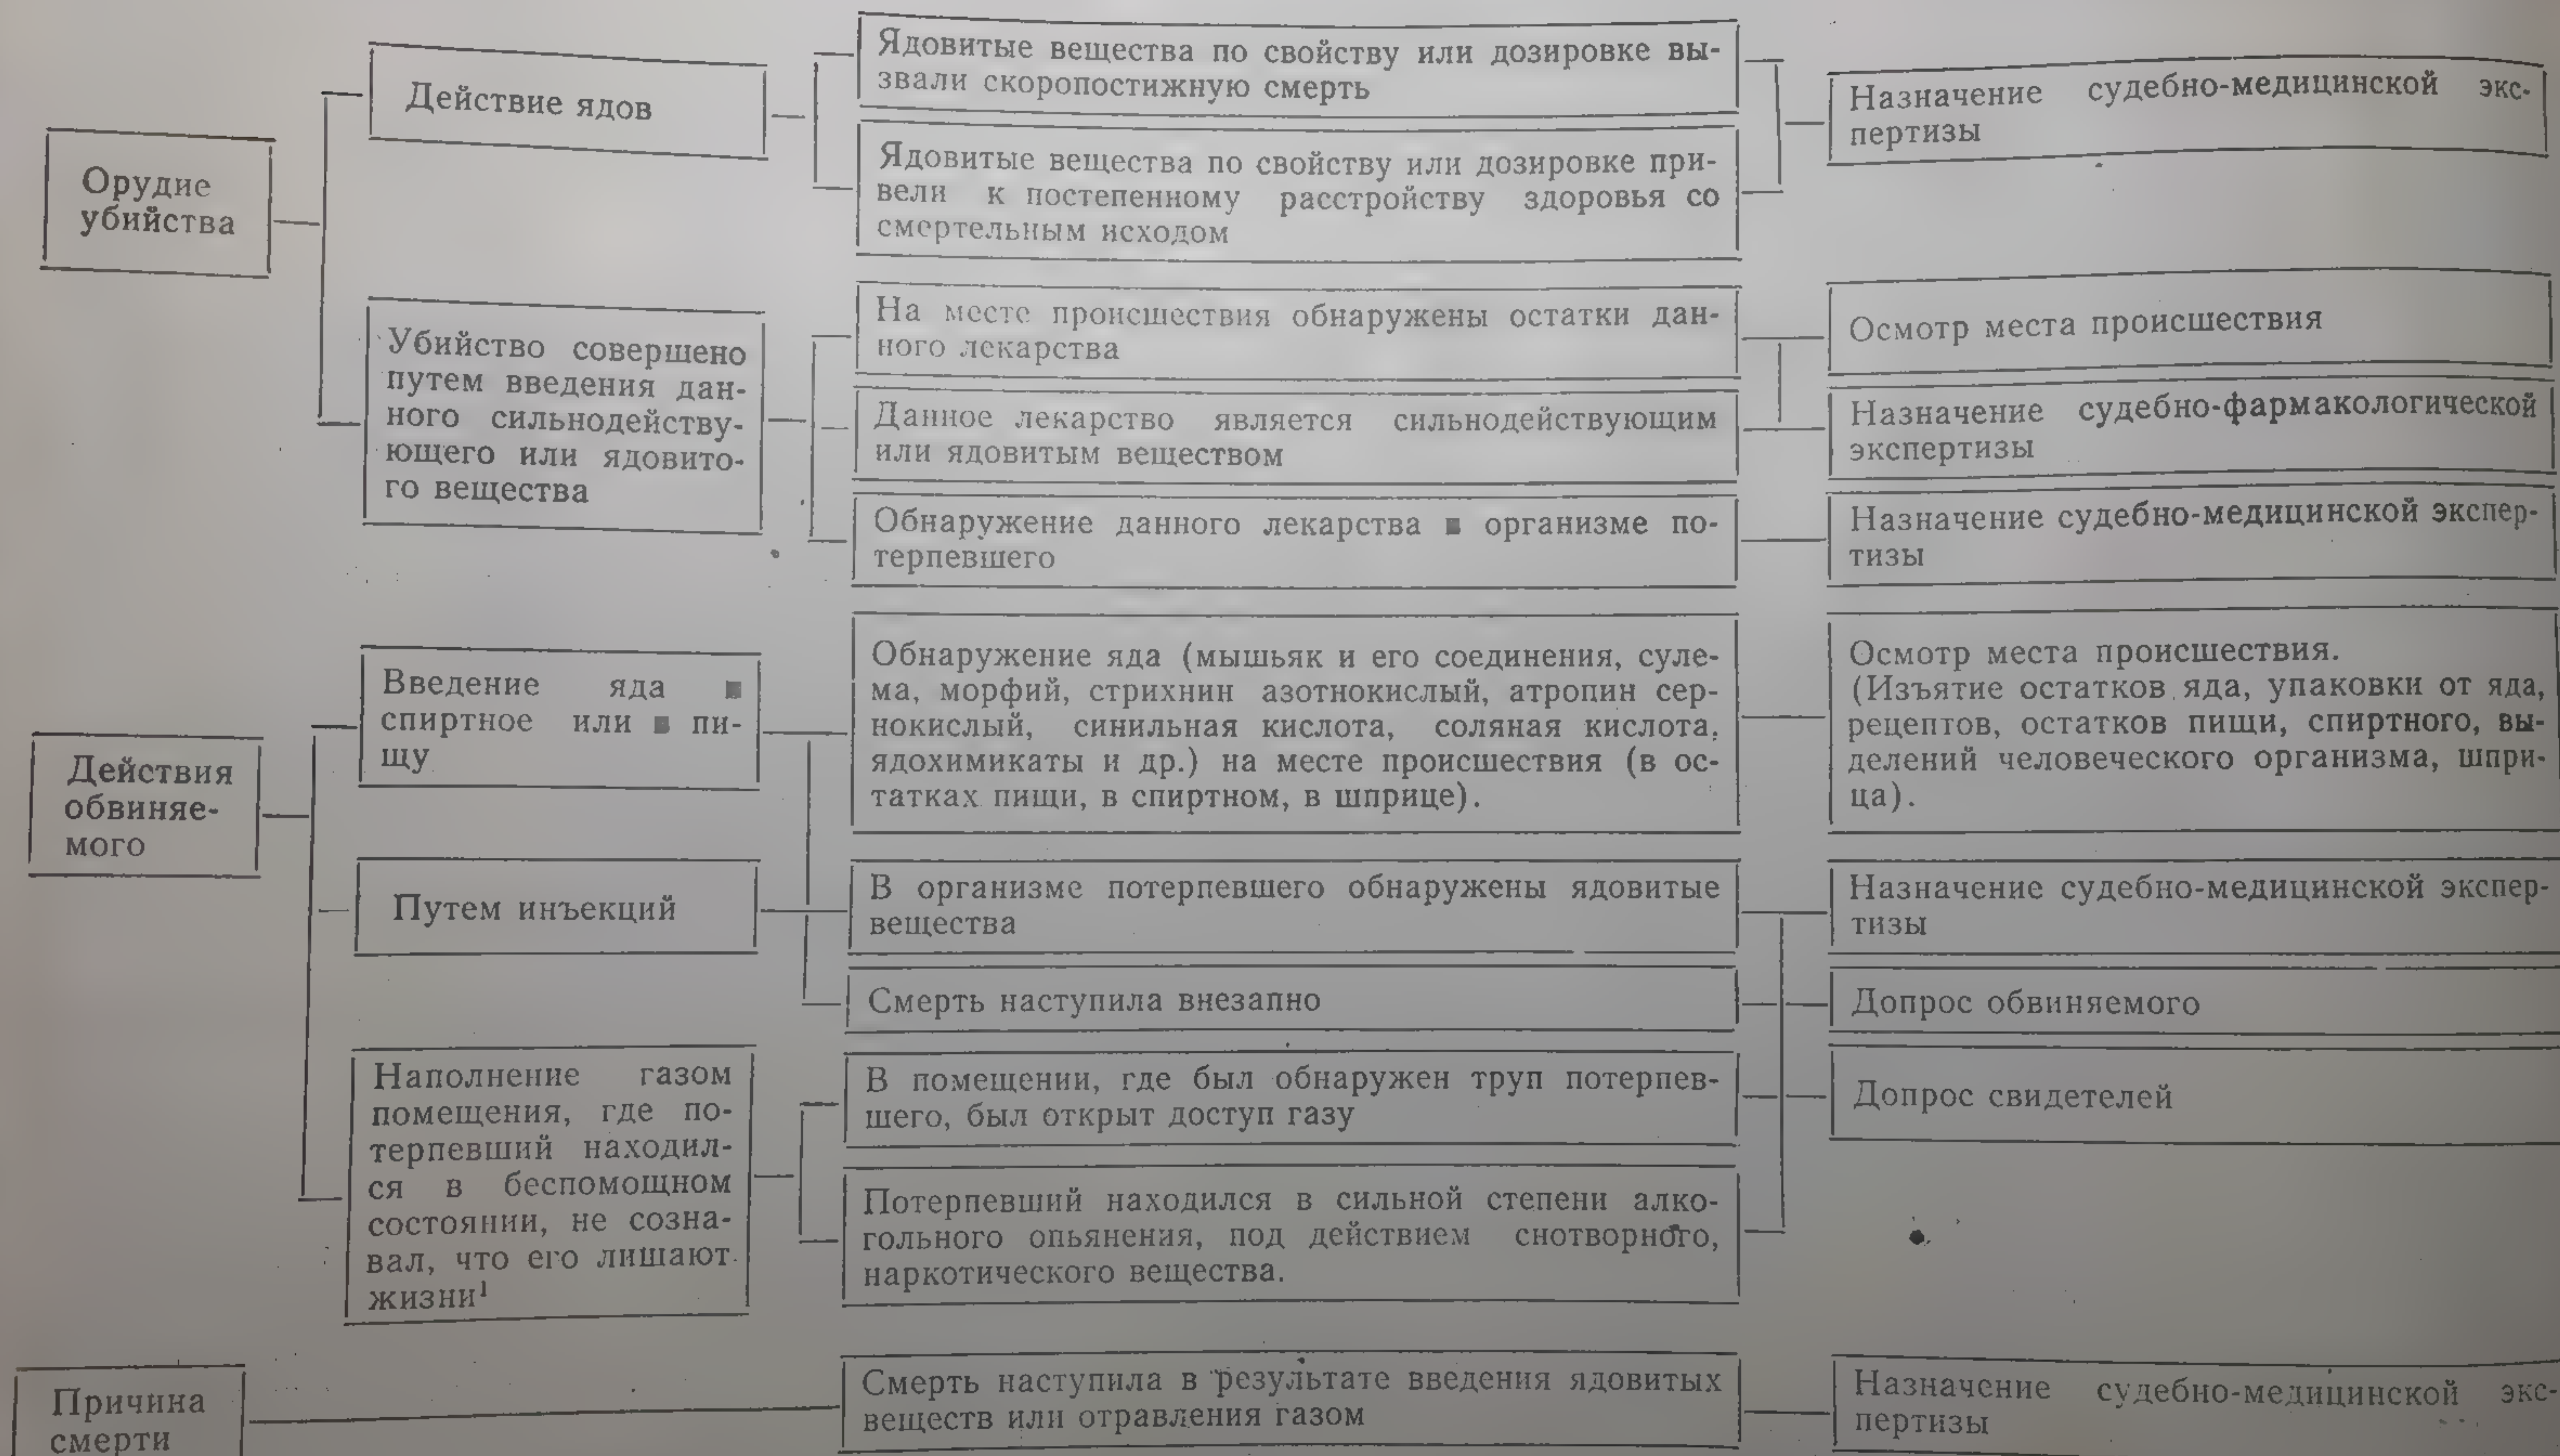 Орудие
убийства
Действие ядов
Ядовитые вещества по свойству или дозировке вы-
звали скоропостижную смерть
Назначение судебно-медицинской экс-
пертизы
Ядовитые вещества по свойству или дозировке при-
вели к постепенному расстройству здоровья со
смертельным исходом
Убийство совершено
путем введения дан-
ного сильнодейству-
ющего или ядовито-
го вещества
На месте происшествия обнаружены остатки дан-
ного лекарства
Осмотр места происшествия
Данное лекарство является сильнодействующим
или ядовитым веществом
Назначение судебно-фармакологической
экспертизы
Обнаружение данного лекарства в организме по-
терпевшего
Назначение судебно-медицинской экспер-
тизы
Действия
обвиняе-
мого
Введение яда в
спиртное или в пи-
щу
Обнаружение яда (мышьяк и его соединения, суле-
ма, морфий, стрихнин азотнокислый, атропин сер-
нокислый, синильная кислота, соляная кислота,
ядохимикаты и др.) на месте происшествия (в ос-
татках пищи, в спиртном, в шприце).
Осмотр места происшествия.
(Изъятие остатков яда, упаковки от яда,
рецептов, остатков пищи, спиртного, вы-
делений человеческого организма, шпри-
ца).
Путем инъекций
В организме потерпевшего обнаружены ядовитые
вещества
Назначение судебно-медицинской экспер-
тизы
Смерть наступила внезапно
Допрос обвиняемого
Наполнение газом
помещения, где по-
терпевший находил-
ся в беспомощном
состоянии, не созна-
вал, что его лишают
жизни¹
В помещении, где был обнаружен труп потерпев-
шего, был открыт доступ газу
Допрос свидетелей
Потерпевший находился в сильной степени алко-
гольного опьянения, под действием снотворного,
наркотического вещества.
Причина
смерти
Смерть наступила в результате введения ядовитых
веществ или отравления газом
Назначение судебно-медицинской экс-
пертизы